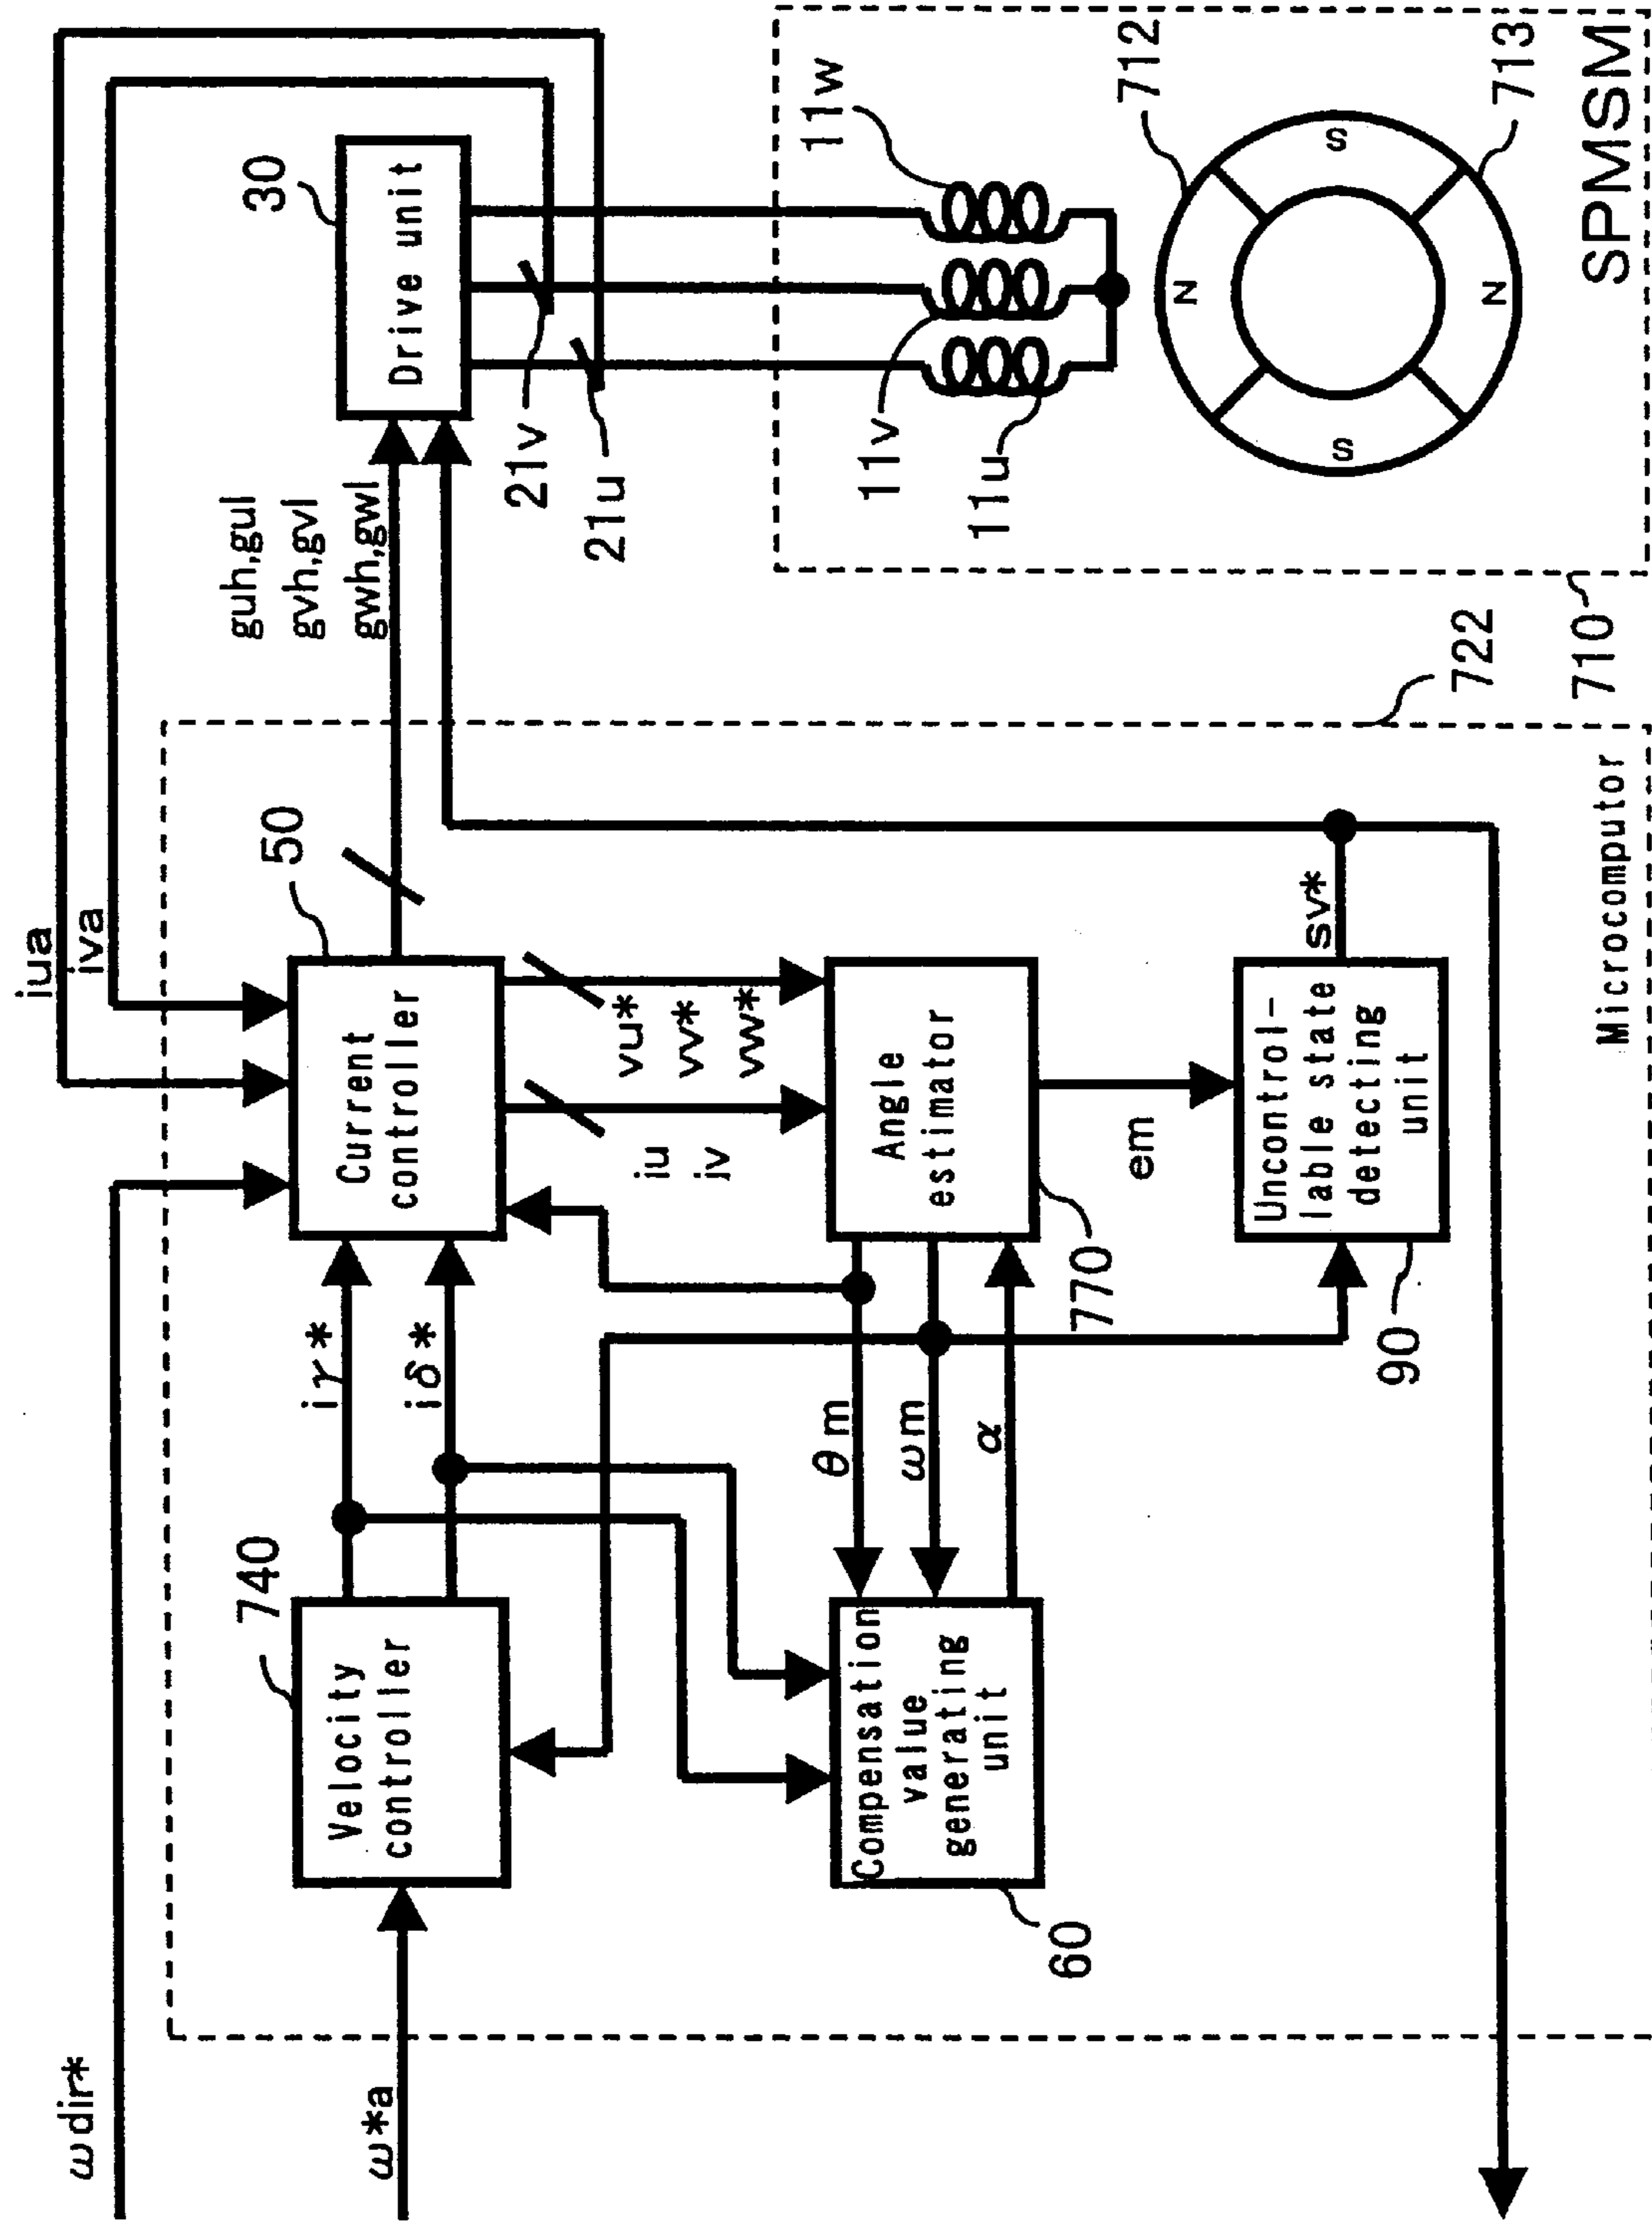 ωdir*
ω*a
iua
iva
740
Velocity
controller
iγ*
iδ*
50
Current
controller
guh,gul
gvh,gvl
gwh,gwl
30
Drive unit
21v
21u
vu*
vv*
vw*
iu
iv
Compensation
value
generating
unit
60
θm
ωm
α
Angle
estimator
770
em
Uncontrol-
lable state
detecting
unit
90
sv*
Microcomputor
722
710
11w
11v
11u
712
713
N
S
S
N
SPMSM